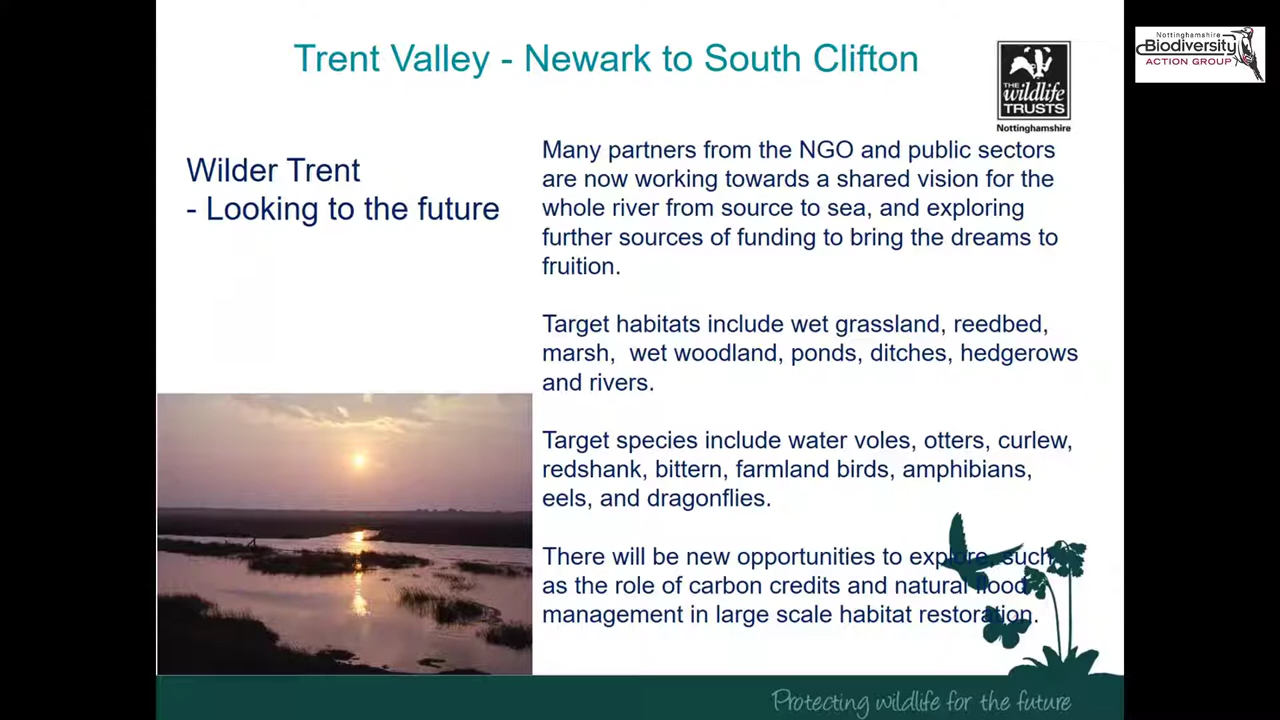 Trent Valley - Newark to South Clifton
Nottinghamshire
Biodiversity
ACTION GROUP
THE
wildlife
TRUSTS
Nottinghamshire
Wilder Trent
- Looking to the future
Many partners from the NGO and public sectors
are now working towards a shared vision for the
whole river from source to sea, and exploring
further sources of funding to bring the dreams to
fruition.
Target habitats include wet grassland, reedbed,
marsh,  wet woodland, ponds, ditches, hedgerows
and rivers.
Target species include water voles, otters, curlew,
redshank, bittern, farmland birds, amphibians,
eels, and dragonflies.
There will be new opportunities to explore, such
as the role of carbon credits and natural flood
management in large scale habitat restoration.
Protecting wildlife for the future